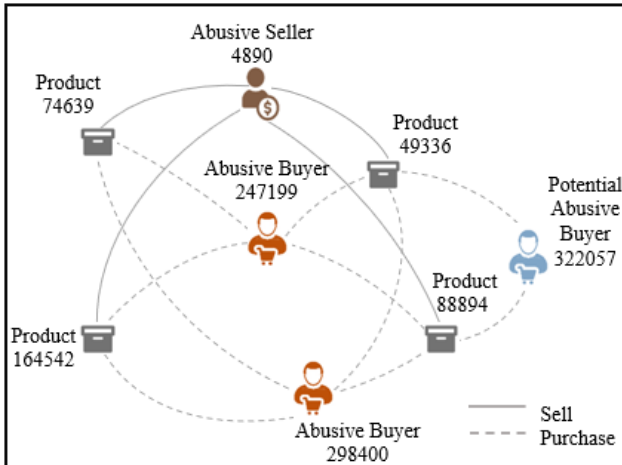 Abusive Seller
4890
Product
74639
Product
49336
Abusive Buyer
247199
Potential
Abusive
Buyer
322057
Product
88894
Product
164542
Abusive Buyer
298400
Sell
Purchase
$